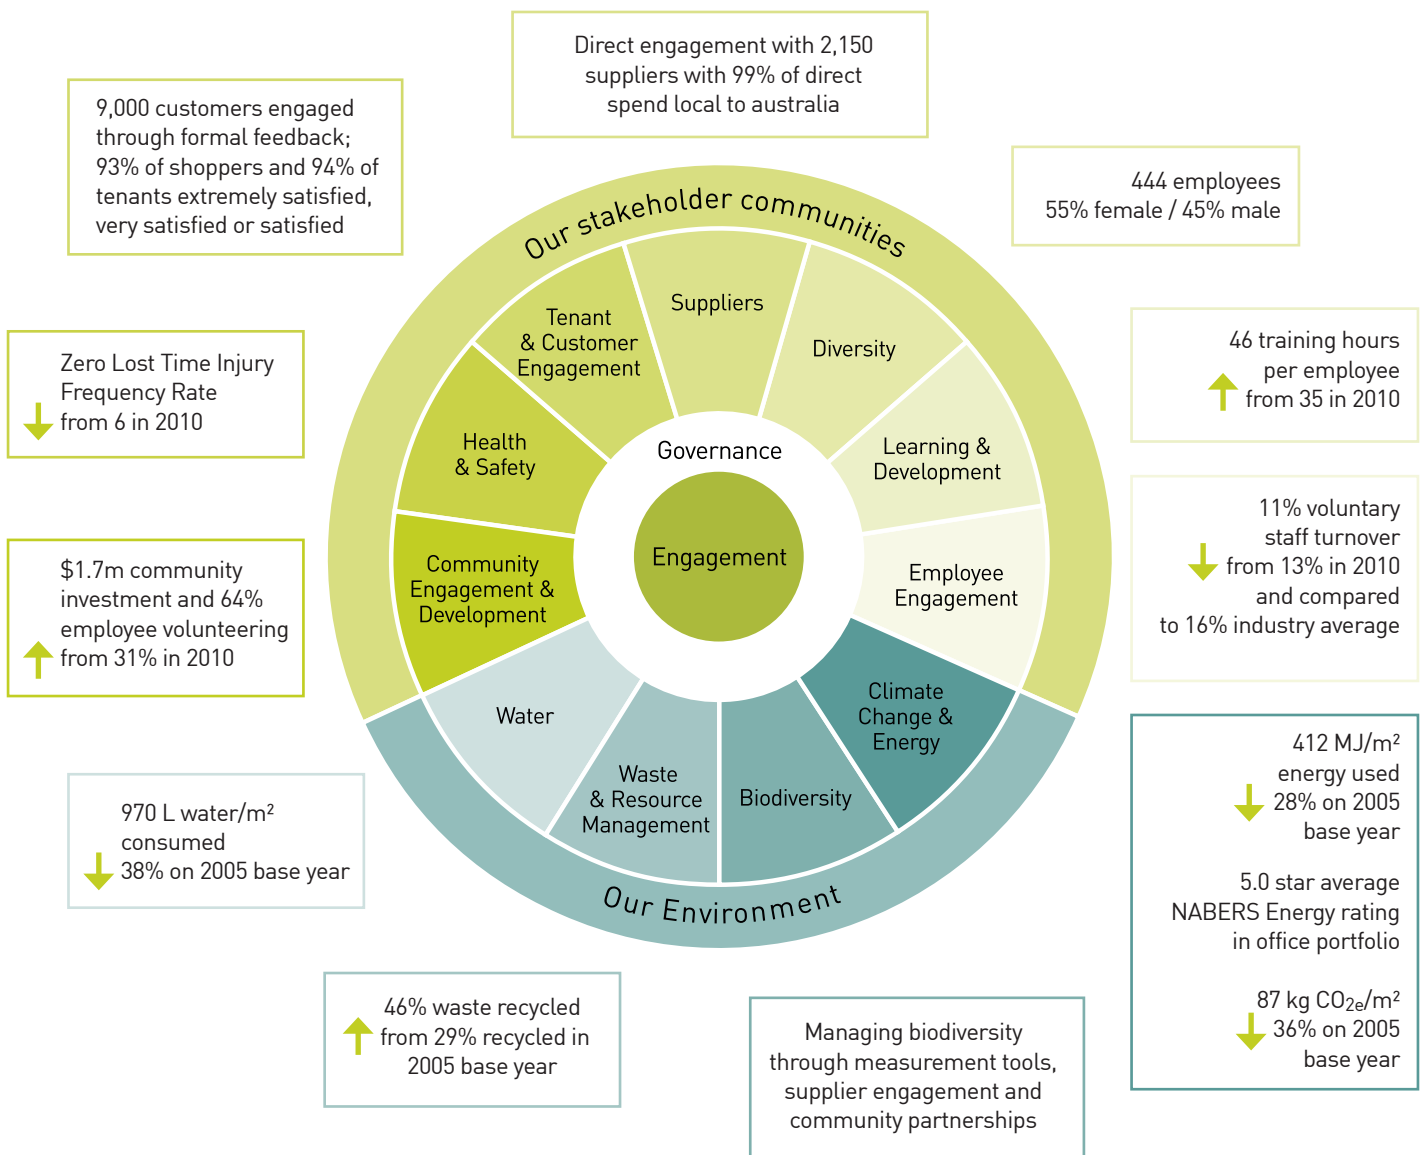 Direct engagement with 2,150
suppliers with 99% of direct
spend local to australia
9,000 customers engaged
through formal feedback;
93% of shoppers and 94% of
tenants extremely satisfied,
very satisfied or satisfied
444 employees
55% female / 45% male
Zero Lost Time Injury
Frequency Rate
from 6 in 2010
46 training hours
per employee
from 35 in 2010
$1.7m community
investment and 64%
employee volunteering
from 31% in 2010
11% voluntary
staff turnover
from 13% in 2010
and compared
to 16% industry average
Our stakeholder communities
Suppliers
Tenant
& Customer
Engagement
Diversity
Health
& Safety
Learning &
Development
Governance
Engagement
Community
Engagement &
Development
Employee
Engagement
Water
Climate
Change &
Energy
Waste
& Resource
Management
Biodiversity
Our Environment
970 L water/m²
consumed
38% on 2005 base year
412 MJ/m²
energy used
28% on 2005
base year
5.0 star average
NABERS Energy rating
in office portfolio
87 kg CO₂e/m²
36% on 2005
base year
46% waste recycled
from 29% recycled in
2005 base year
Managing biodiversity
through measurement tools,
supplier engagement and
community partnerships